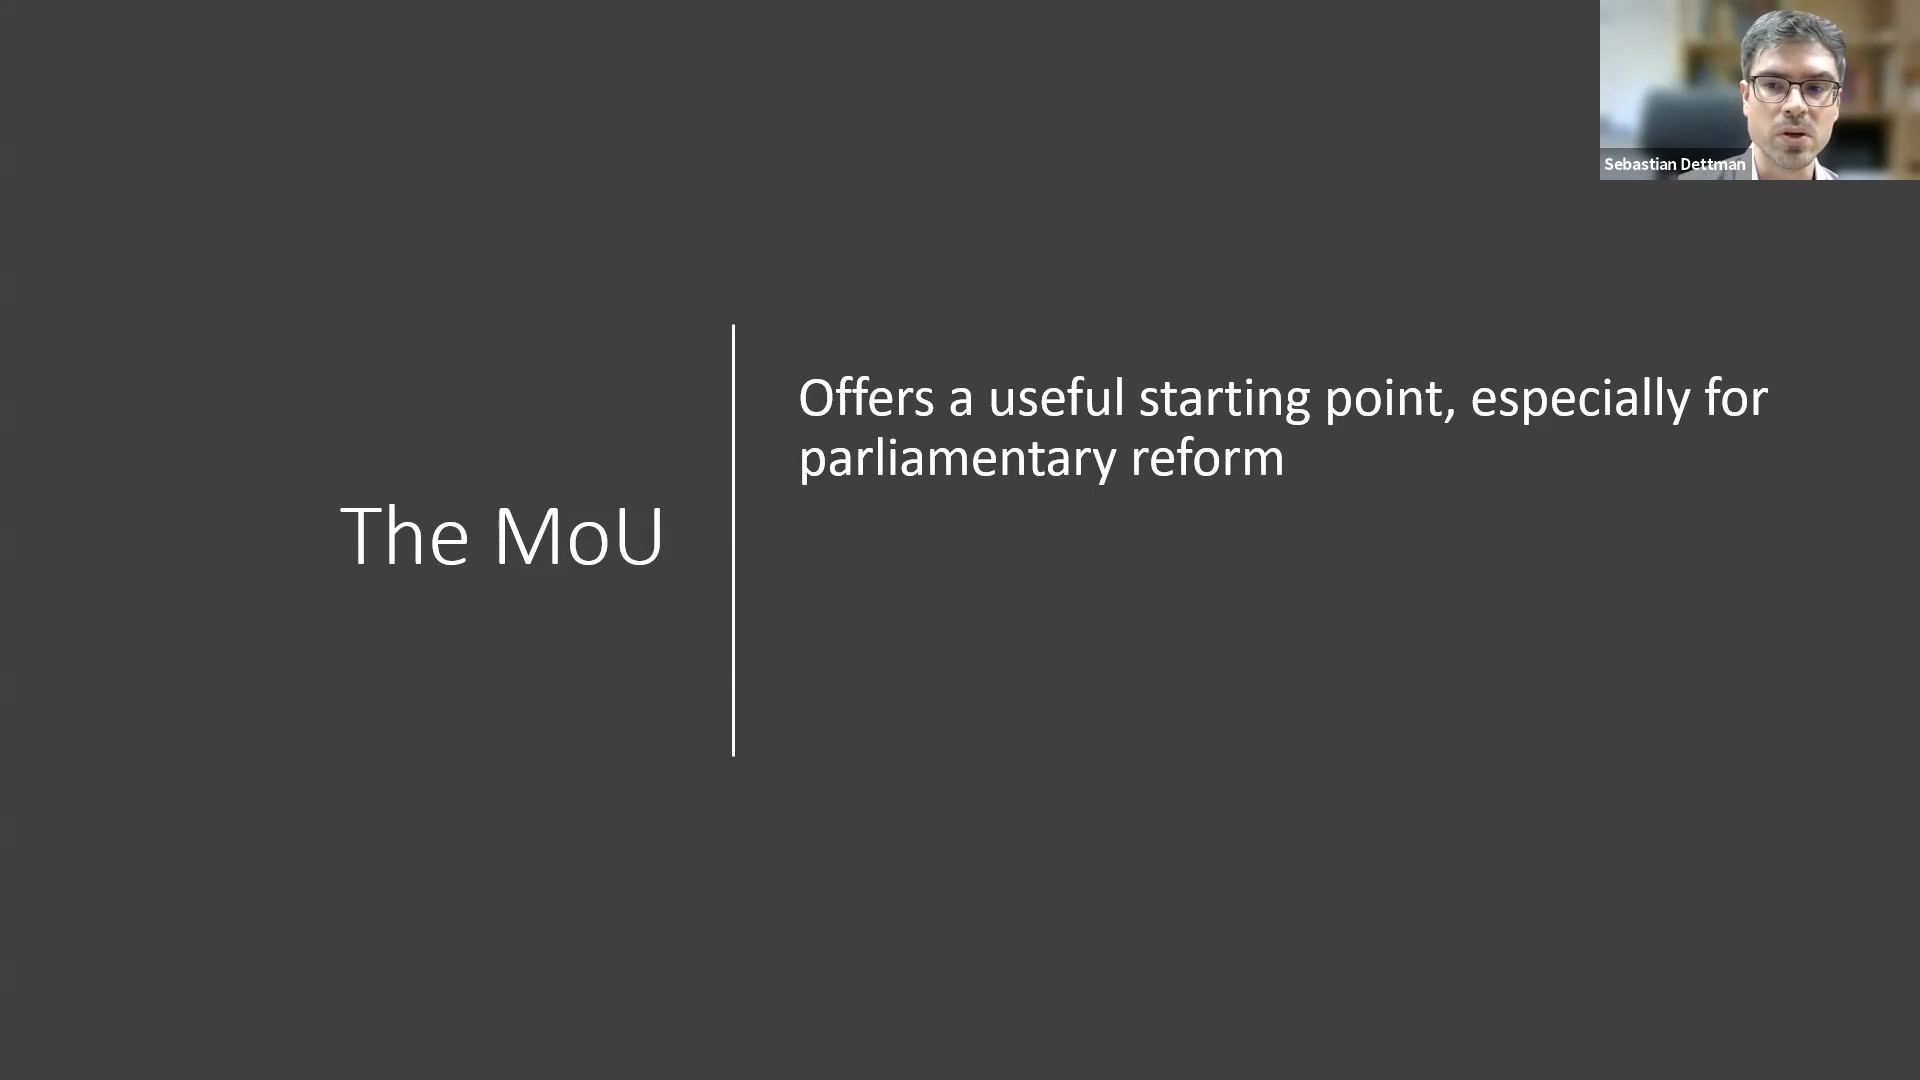 Sebastian Dettman
Offers a useful starting point, especially for
parliamentary reform
The MoU